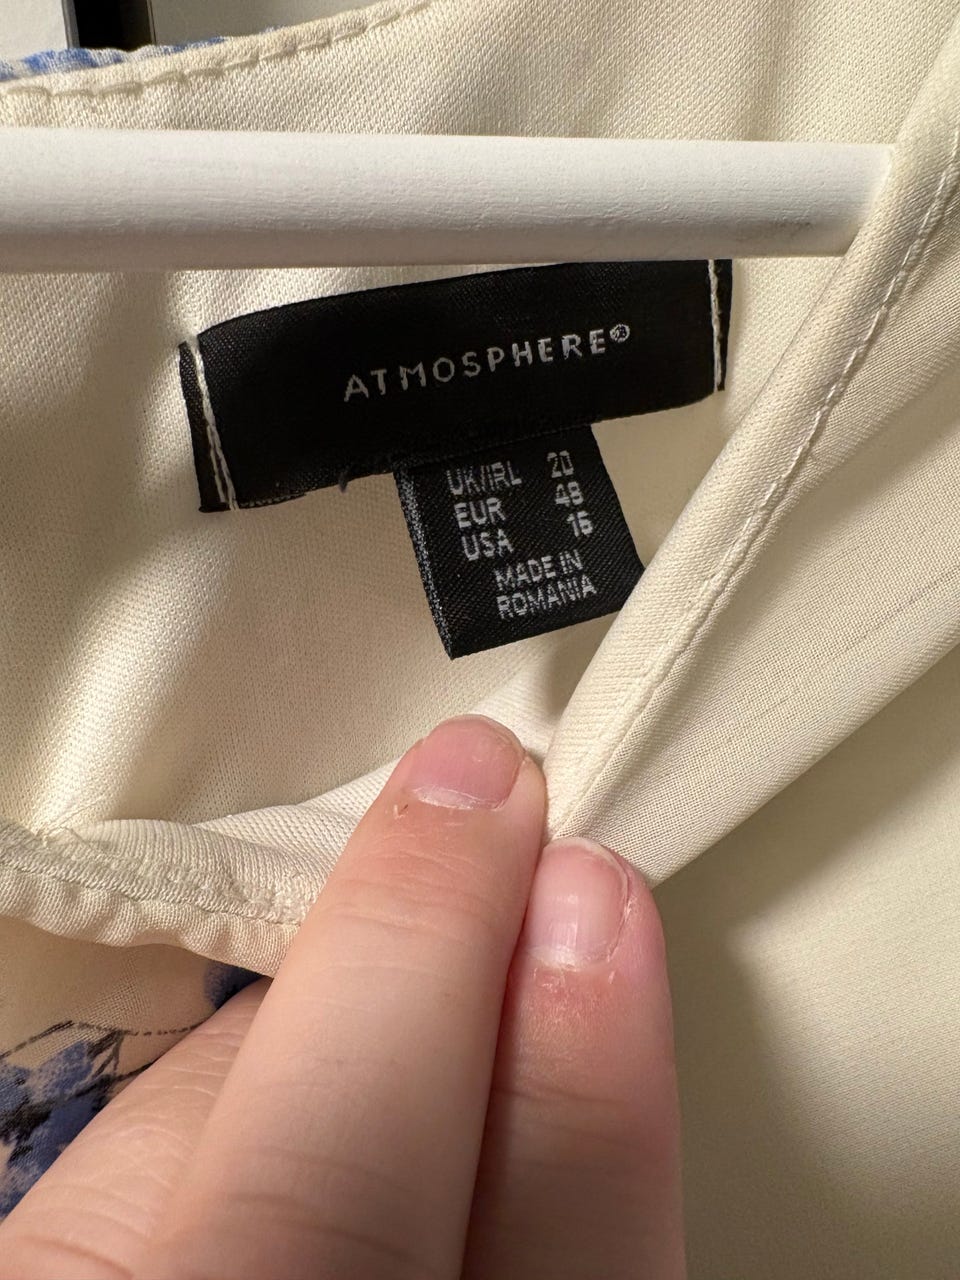 ATMOSPHERE®
UK/IRL 20
EUR 48
USA 16
MADE IN
ROMANIA